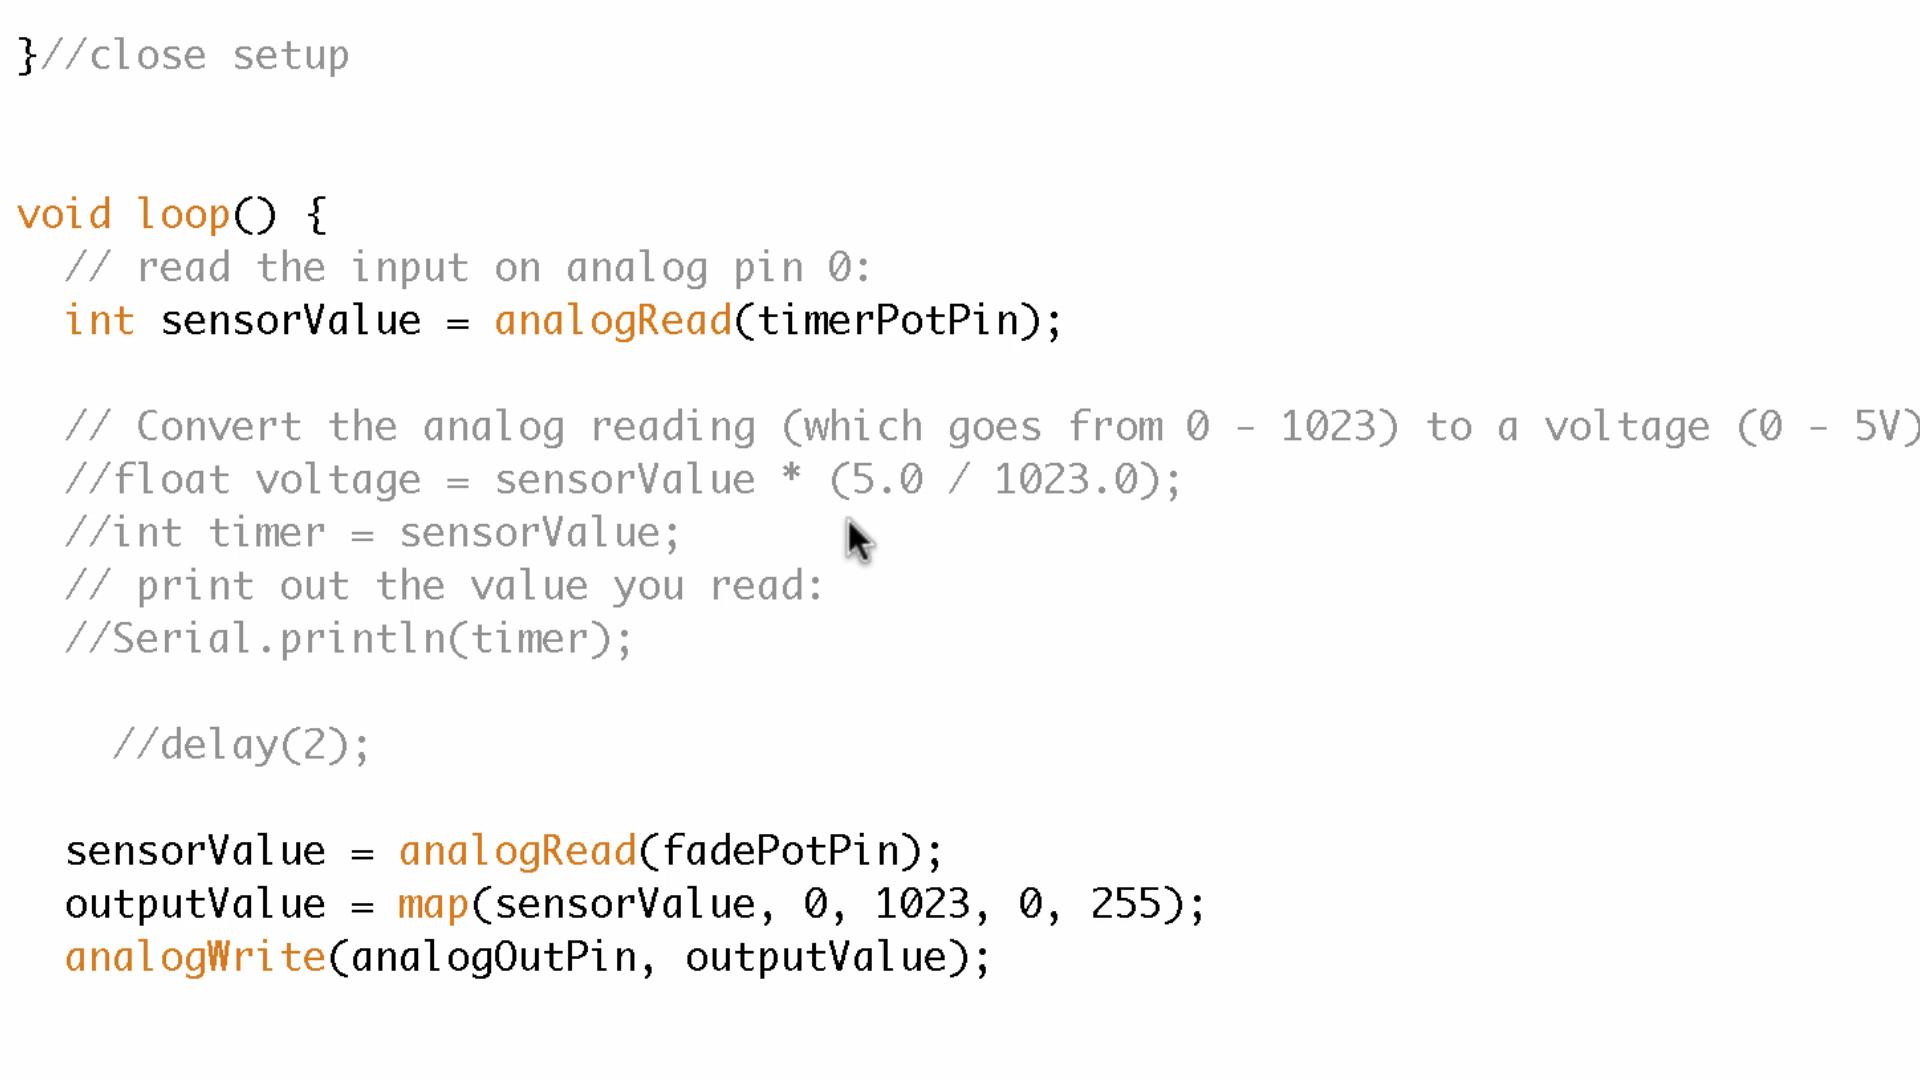 }//close setup
void loop() {
// read the input on analog pin 0:
int sensorValue = analogRead(timerPotPin);
// Convert the analog reading (which goes from 0 - 1023) to a voltage (0 - 5V)
//float voltage = sensorValue * (5.0 / 1023.0);
//int timer = sensorValue;
// print out the value you read:
//Serial.println(timer);
//delay(2);
sensorValue = analogRead(fadePotPin);
outputValue = map(sensorValue, 0, 1023, 0, 255);
analogWrite(analogOutPin, outputValue);